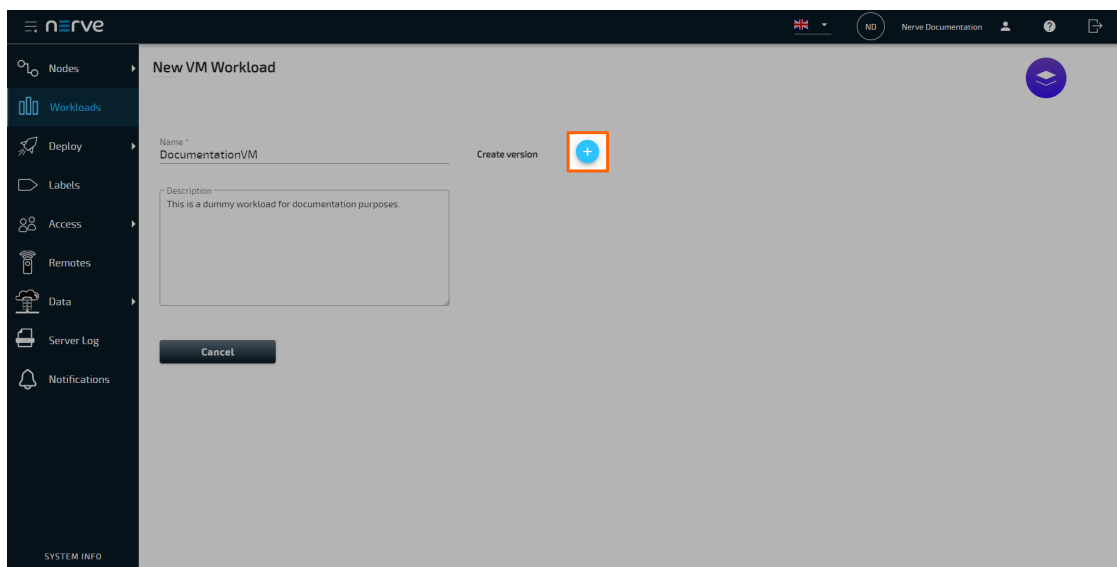 nerve
ND
Nerve Documentation
Nodes
Workloads
Deploy
Labels
Access
Remotes
Data
Server Log
Notifications
SYSTEM INFO
New VM Workload
Name *
DocumentationVM
Create version
Description
This is a dummy workload for documentation purposes.
Cancel